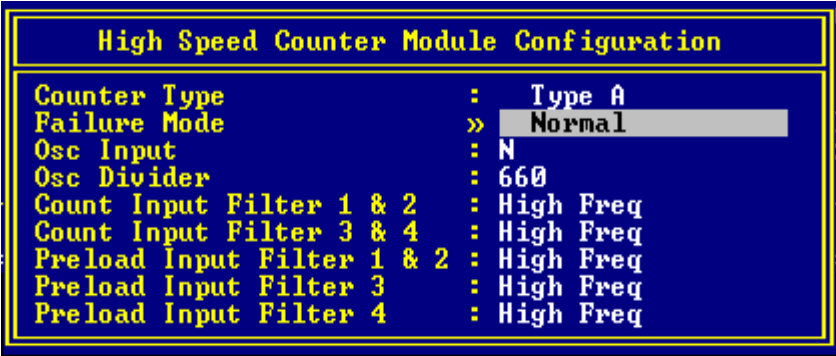 High Speed Counter Module Configuration
Counter Type : Type A
Failure Mode » Normal
Osc Input : N
Osc Divider : 660
Count Input Filter 1 & 2 : High Freq
Count Input Filter 3 & 4 : High Freq
Preload Input Filter 1 & 2 : High Freq
Preload Input Filter 3 : High Freq
Preload Input Filter 4 : High Freq